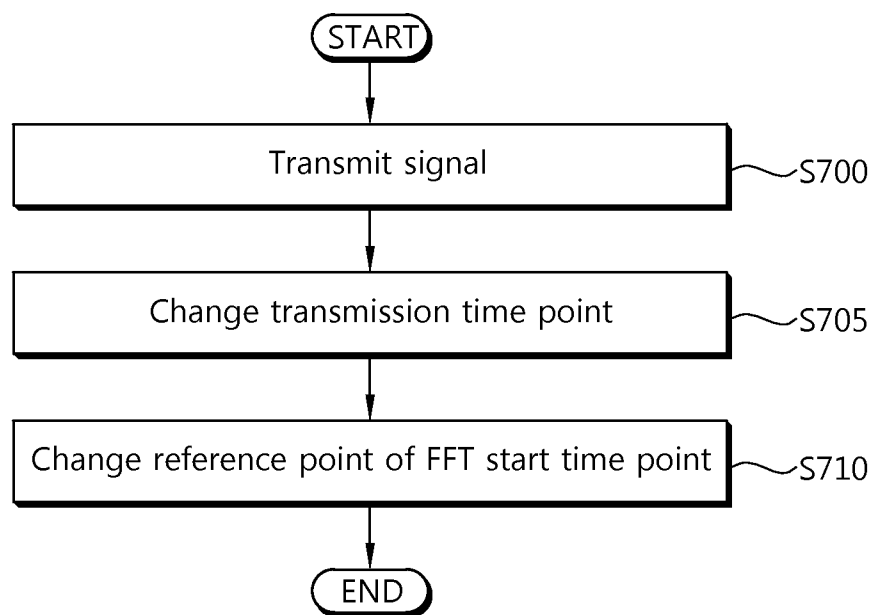 START
Transmit signal
S700
Change transmission time point
S705
Change reference point of FFT start time point
S710
END